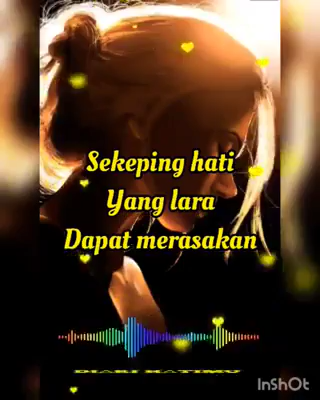 Sekeping hati
Yang lara
Dapat merasakan
DIARI HATIMU
InShOt